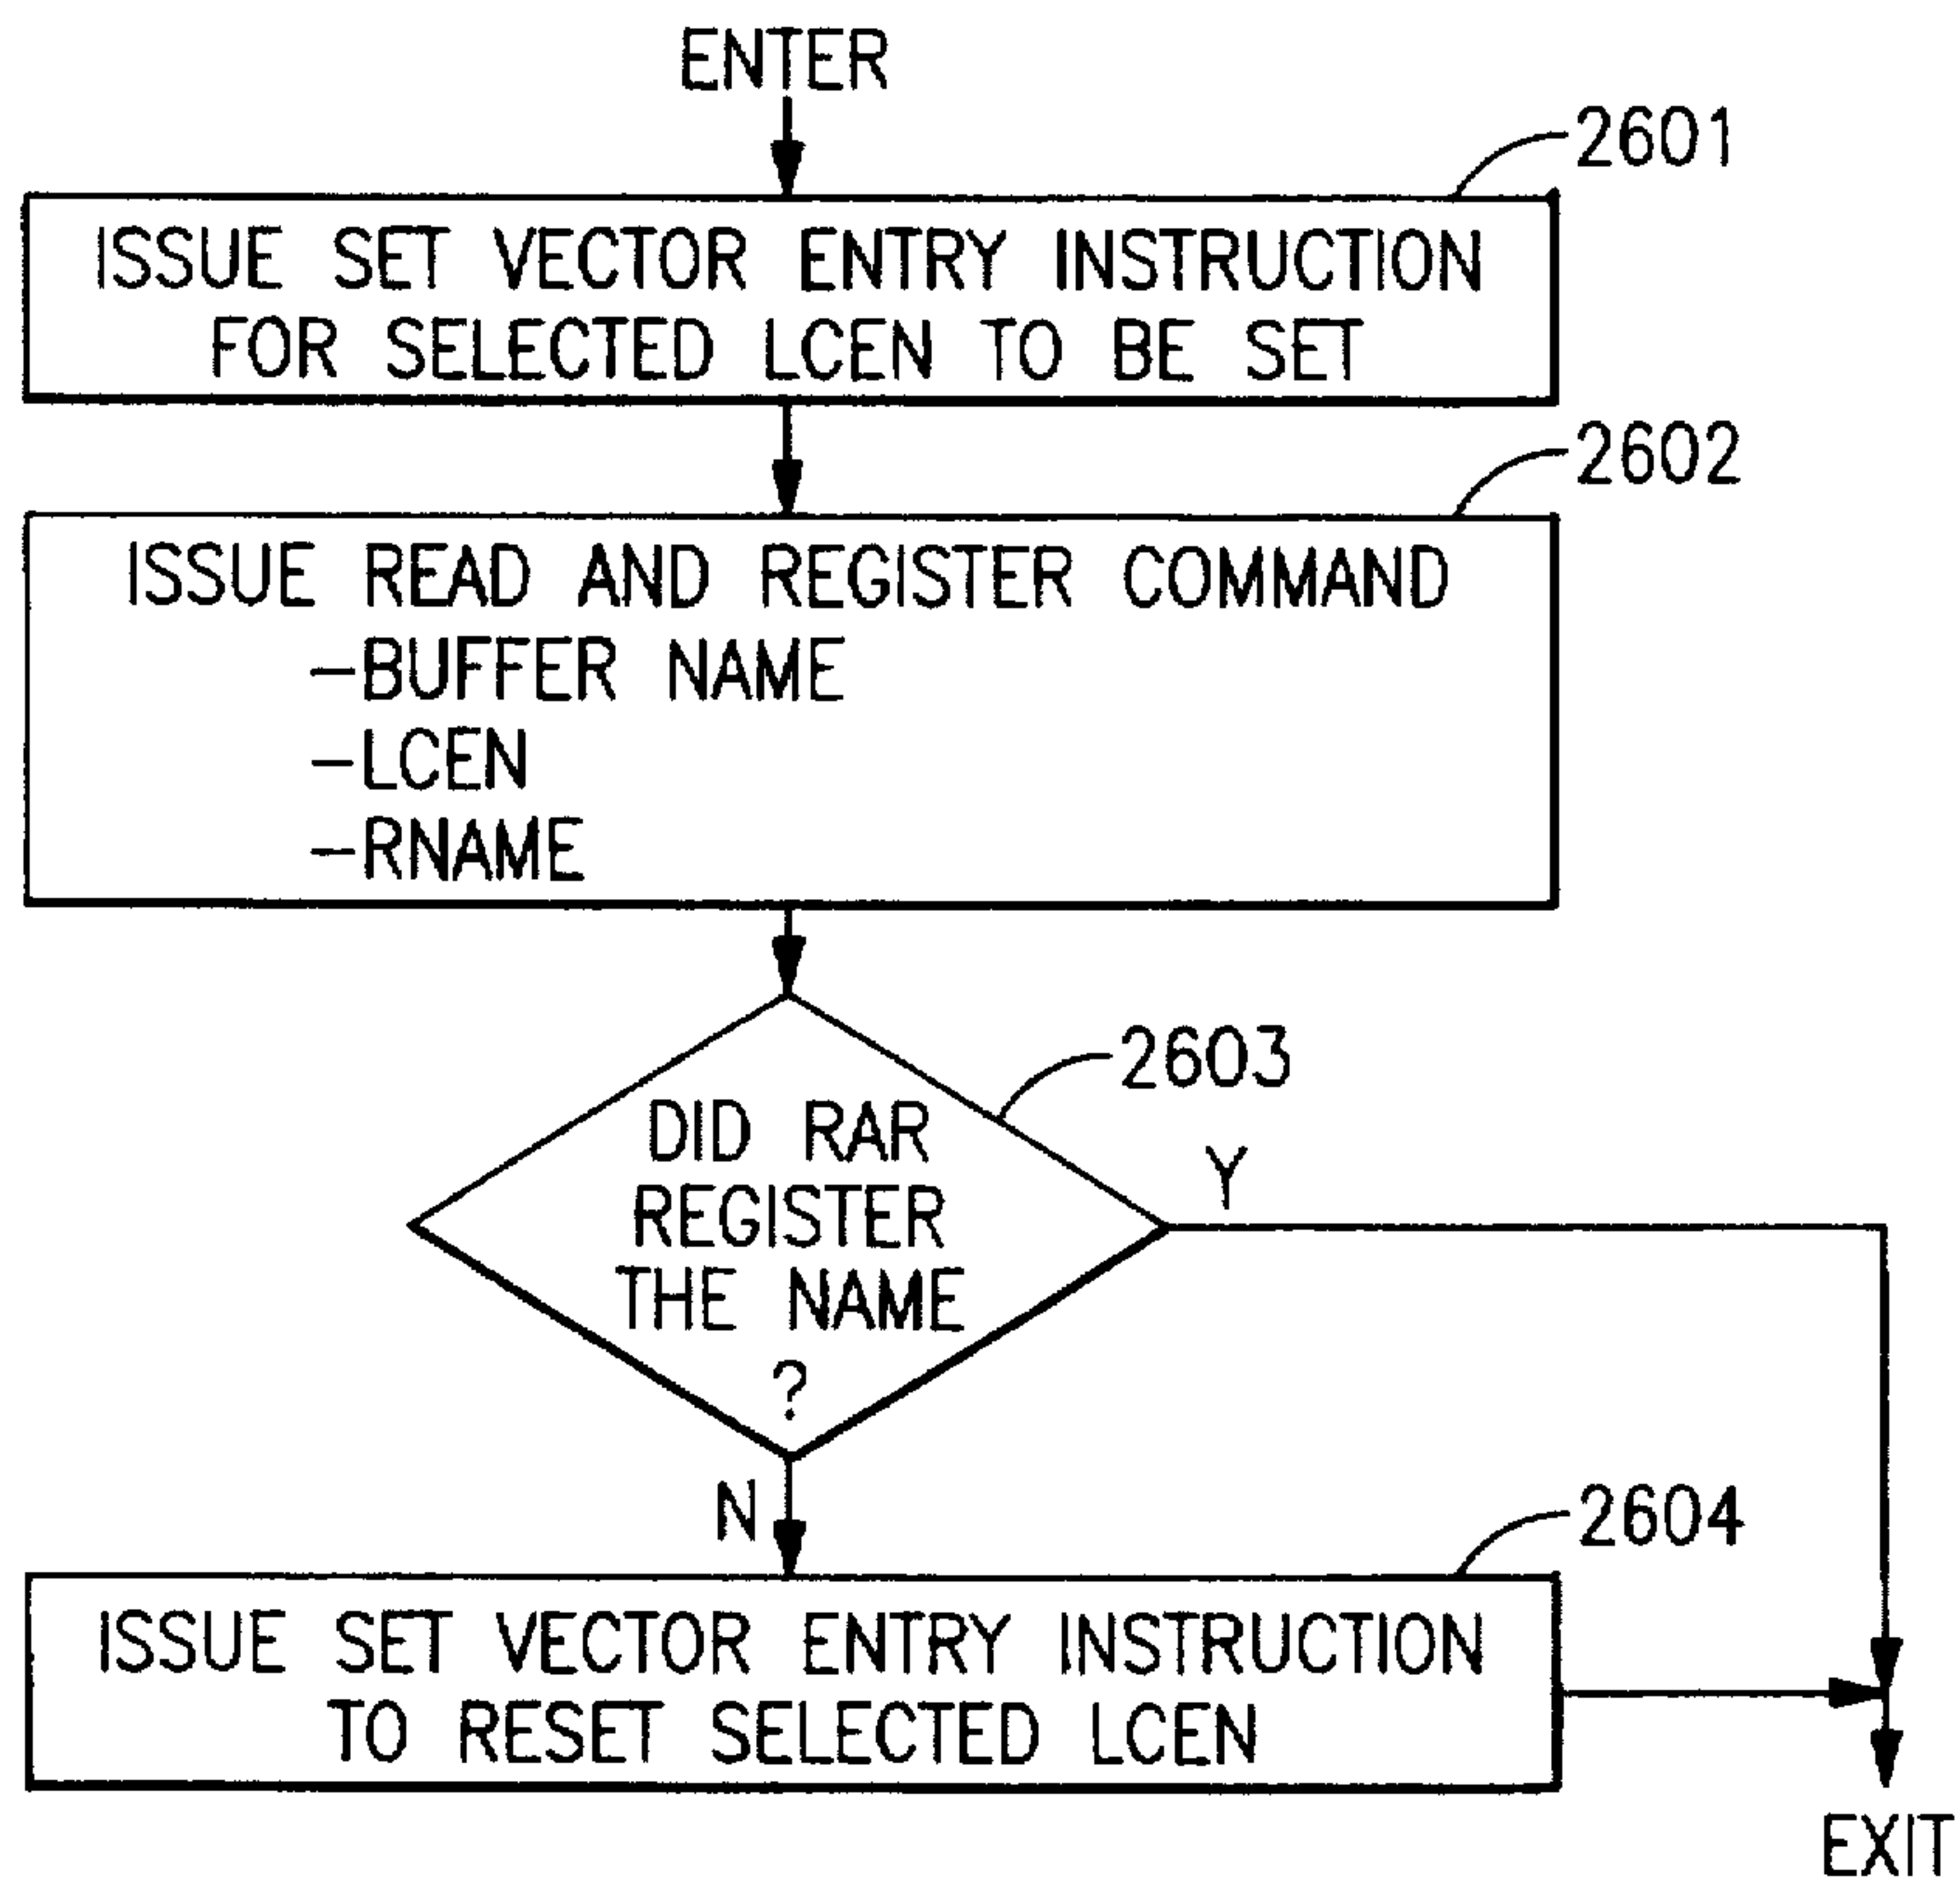 ENTER
2601
ISSUE SET VECTOR ENTRY INSTRUCTION
FOR SELECTED LCEN TO BE SET
2602
ISSUE READ AND REGISTER COMMAND
-BUFFER NAME
-LCEN
-RNAME
2603
DID RAR
REGISTER
THE NAME
?
Y
N
2604
ISSUE SET VECTOR ENTRY INSTRUCTION
TO RESET SELECTED LCEN
EXIT